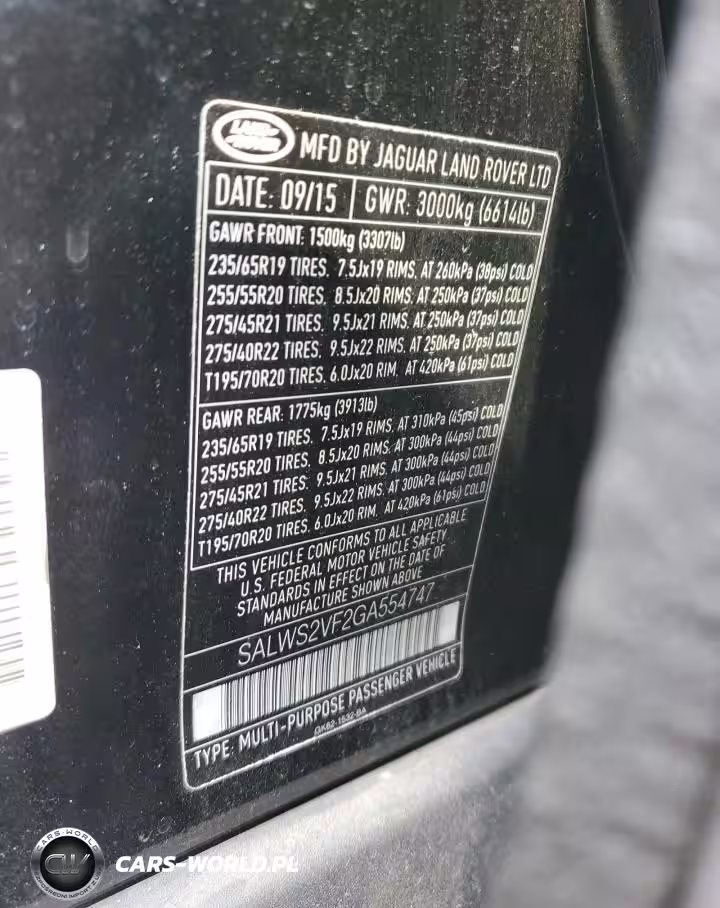 LAND ROVER MFD BY JAGUAR LAND ROVER LTD
DATE: 09/15 GWR: 3000kg (6614lb)
GAWR FRONT: 1500kg (3307lb)
235/65R19 TIRES, 7.5Jx19 RIMS, AT 260kPa (38psi) COLD
255/55R20 TIRES, 8.5Jx20 RIMS, AT 250kPa (37psi) COLD
275/45R21 TIRES, 9.5Jx21 RIMS, AT 250kPa (37psi) COLD
275/40R22 TIRES, 9.5Jx22 RIMS, AT 250kPa (37psi) COLD
T195/70R20 TIRES, 6.0Jx20 RIM, AT 420kPa (61psi) COLD
GAWR REAR: 1775kg (3913lb)
235/65R19 TIRES, 7.5Jx19 RIMS, AT 310kPa (45psi) COLD
255/55R20 TIRES, 8.5Jx20 RIMS, AT 300kPa (44psi) COLD
275/45R21 TIRES, 9.5Jx21 RIMS, AT 300kPa (44psi) COLD
275/40R22 TIRES, 9.5Jx22 RIMS, AT 300kPa (44psi) COLD
T195/70R20 TIRES, 6.0Jx20 RIM, AT 420kPa (61psi) COLD
THIS VEHICLE CONFORMS TO ALL APPLICABLE
U.S. FEDERAL MOTOR VEHICLE SAFETY
STANDARDS IN EFFECT ON THE DATE OF
MANUFACTURE SHOWN ABOVE
SALWS2VF2GA554747
TYPE: MULTI-PURPOSE PASSENGER VEHICLE
CARS-WORLD
CW
CARS-WORLD.PL